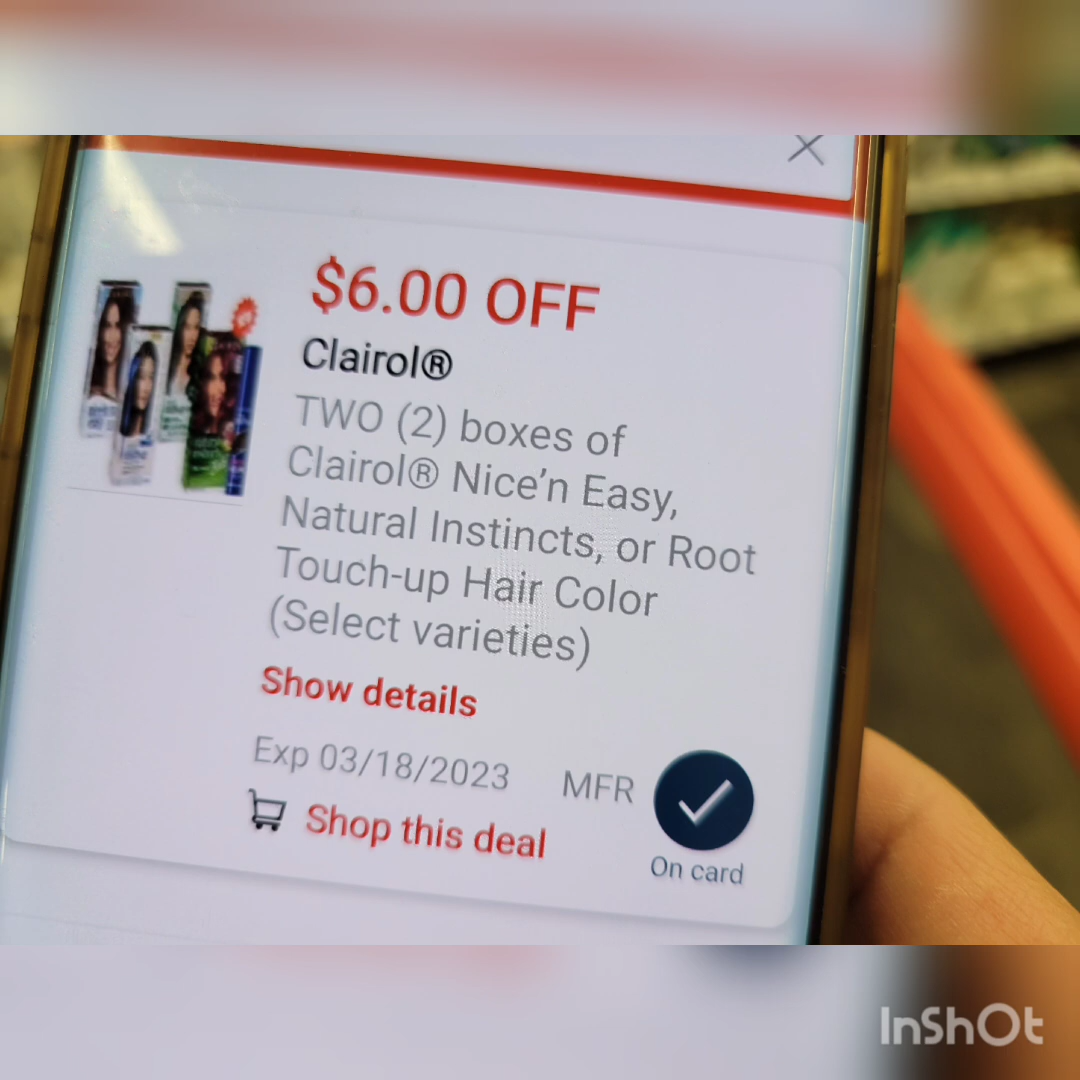 $6.00 OFF
Clairol®
TWO (2) boxes of
Clairol® Nice’n Easy,
Natural Instincts, or Root
Touch-up Hair Color
(Select varieties)
Show details
Exp 03/18/2023 MFR
Shop this deal
On card
InShOt